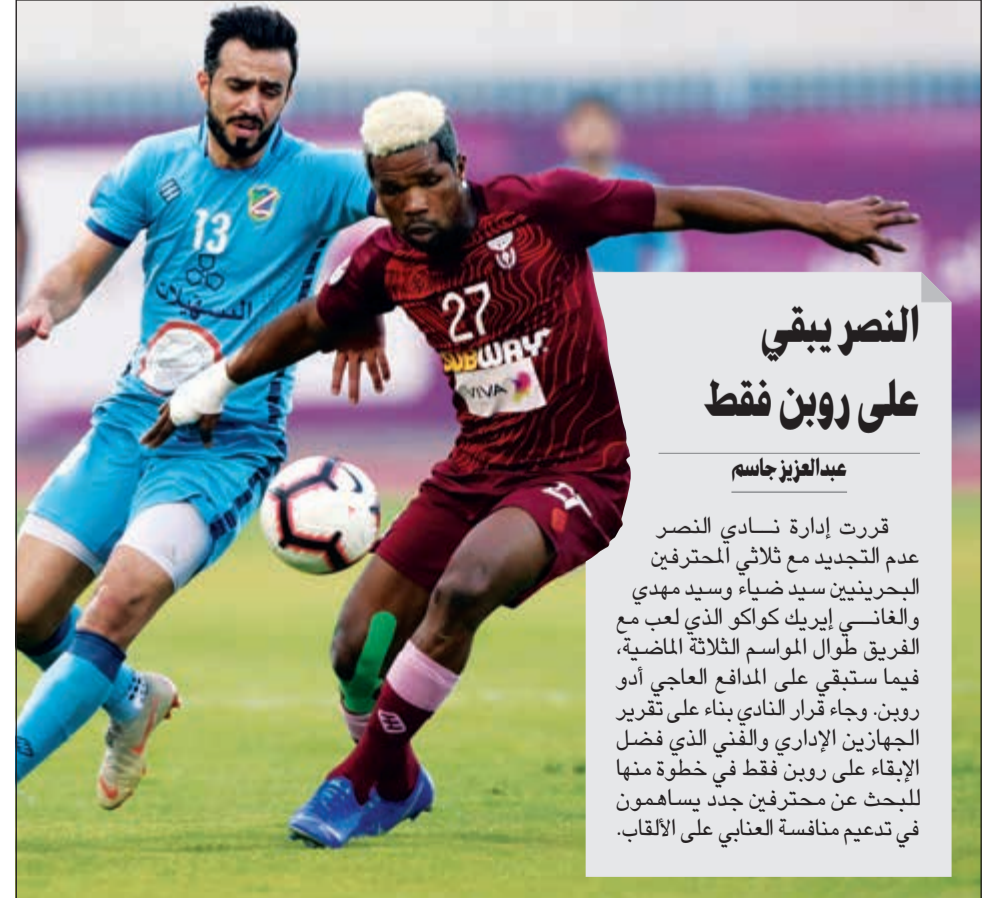 النصر يبقي
على روبن فقط
عبدالعزيز جاسم
قررت إدارة نـــادي النصر
عدم التجديد مع ثلاثي المحترفين
البحرينيين سيد ضياء وسيد مهدي
والغانـــي إيريك كواكو الذي لعب مع
الفريق طوال المواسم الثلاثة الماضية،
فيما ستبقي على المدافع العاجي أدو
روبن. وجاء قرار النادي بناء على تقرير
الجهازين الإداري والفني الذي فضل
الإبقاء على روبن فقط في خطوة منها
للبحث عن محترفين جدد يساهمون
في تدعيم منافسة العنابي على الألقاب.
13
السهيلان
27
SUBWAY
VIVA